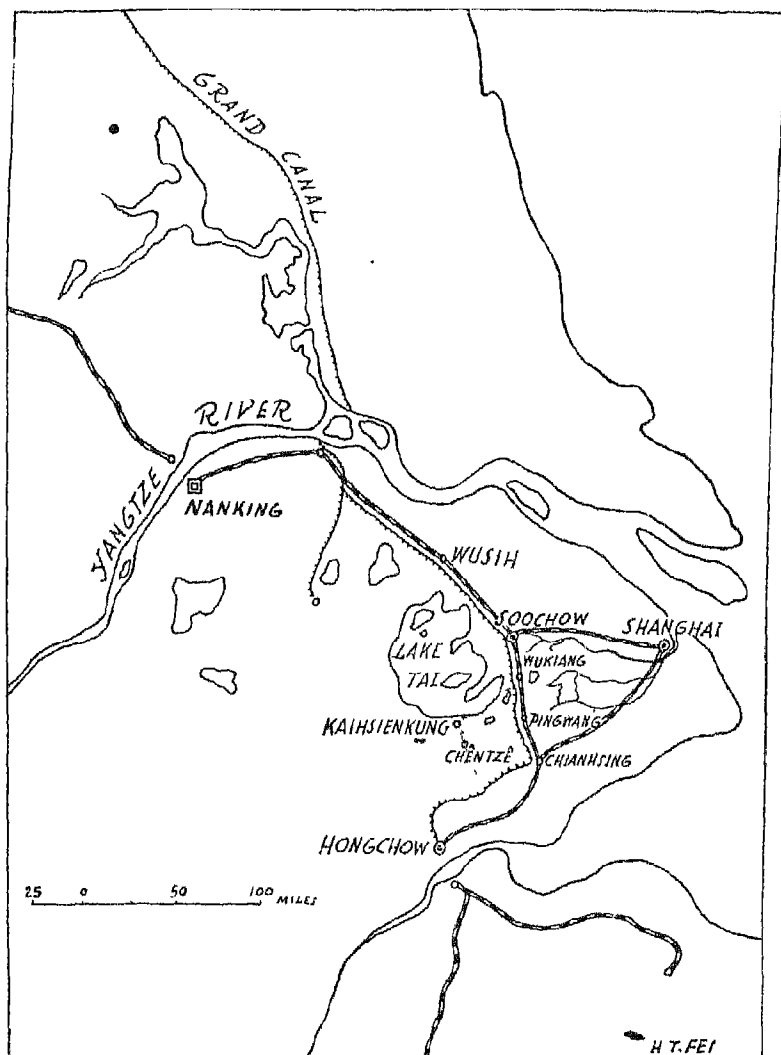 GRAND CANAL
YANGTZE RIVER
NANKING
WUSIH
SOOCHOW
SHANGHAI
LAKE
TAI
WUKIANG
KAIHSIENKUNG
PINGWANG
CHÊNTZÊ
CHIANHSING
HONGCHOW
25 0 50 100 MILES
H T. FEI